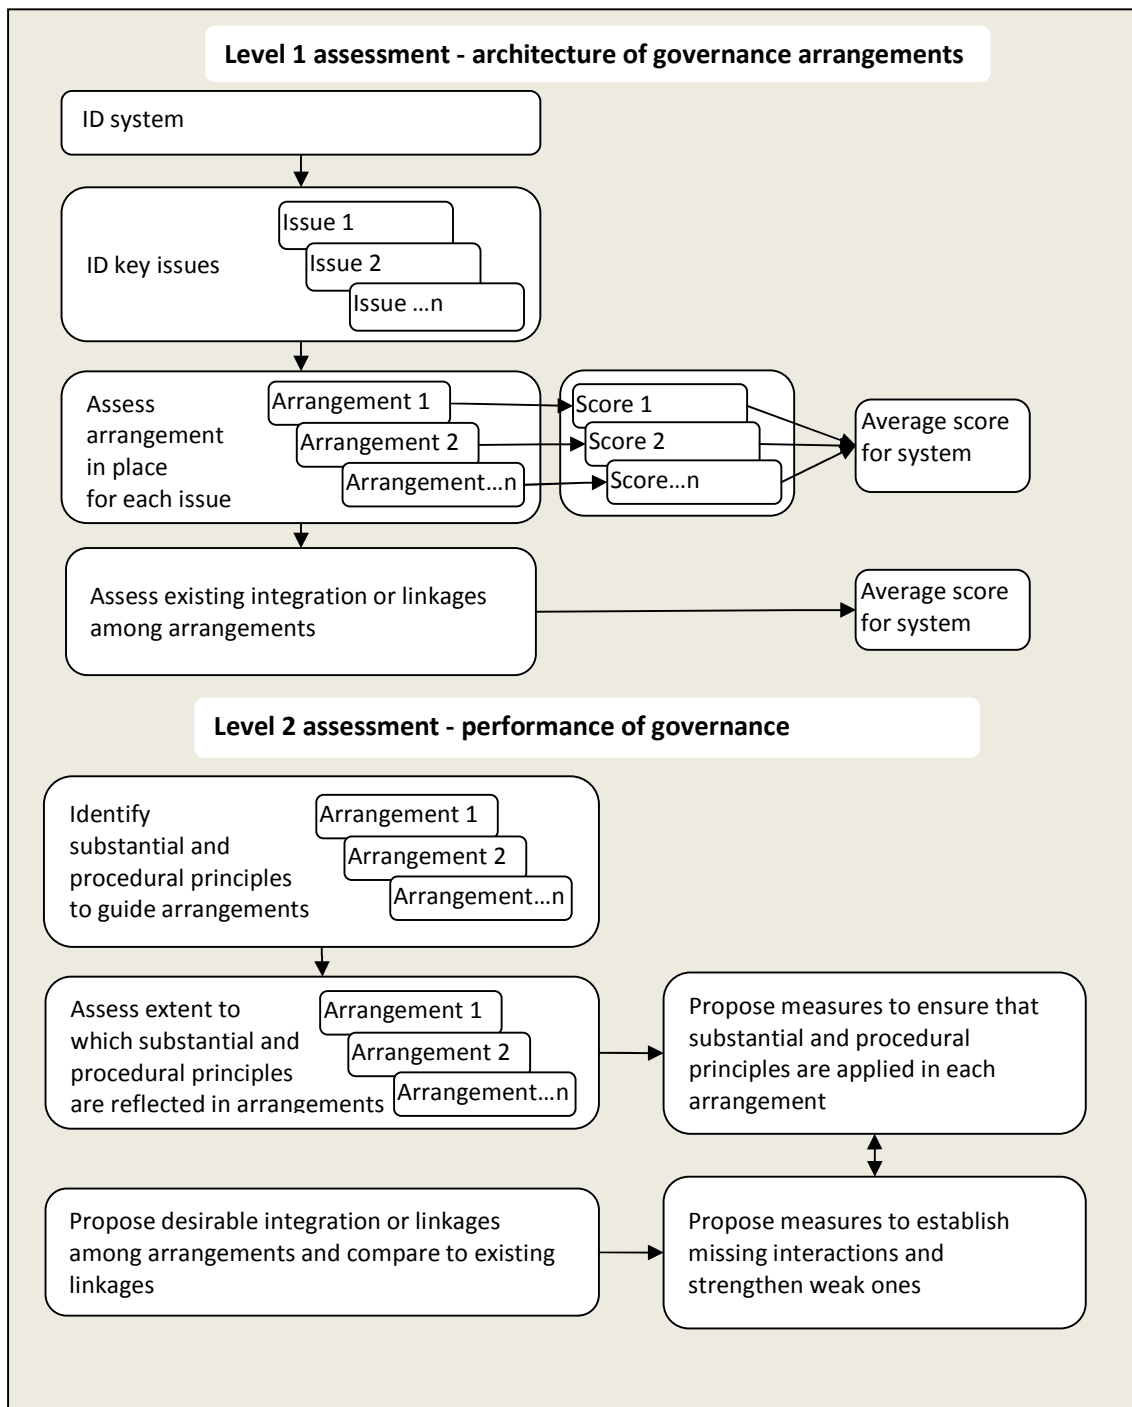 Level 1 assessment - architecture of governance arrangements
ID system
ID key issues
Issue 1
Issue 2
Issue ...n
Assess
arrangement
in place
for each issue
Arrangement 1
Arrangement 2
Arrangement...n
Score 1
Score 2
Score...n
Average score
for system
Assess existing integration or linkages
among arrangements
Average score
for system
Level 2 assessment - performance of governance
Identify
substantial and
procedural principles
to guide arrangements
Arrangement 1
Arrangement 2
Arrangement...n
Assess extent to
which substantial and
procedural principles
are reflected in arrangements
Arrangement 1
Arrangement 2
Arrangement...n
Propose measures to ensure that
substantial and procedural
principles are applied in each
arrangement
Propose desirable integration or linkages
among arrangements and compare to existing
linkages
Propose measures to establish
missing interactions and
strengthen weak ones